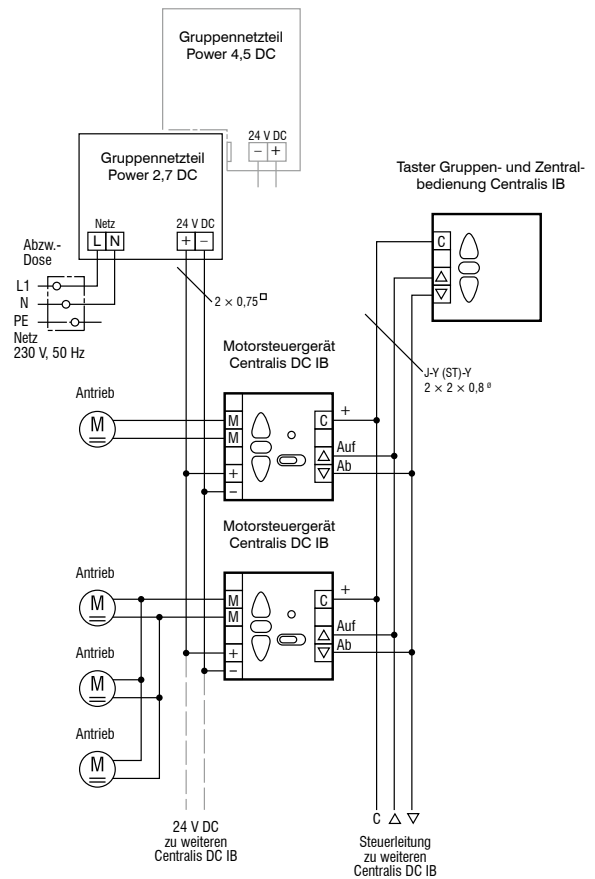 Gruppennetzteil
Power 4,5 DC
24 V DC
– +
Gruppennetzteil
Power 2,7 DC
Netz
L N
24 V DC
+ –
Taster Gruppen- und Zentral-
bedienung Centralis IB
C
△
▽
Abzw.-
Dose
L1
N
PE
Netz
230 V, 50 Hz
2 × 0,75□
J-Y (ST)-Y
2 × 2 × 0,8 ø
Motorsteuergerät
Centralis DC IB
Antrieb
M
M
M
+
–
C
△
▽
+
Auf
Ab
Motorsteuergerät
Centralis DC IB
Antrieb
M
M
M
+
–
C
△
▽
+
Auf
Ab
Antrieb
M
Antrieb
M
24 V DC
zu weiteren
Centralis DC IB
C △ ▽
Steuerleitung
zu weiteren
Centralis DC IB